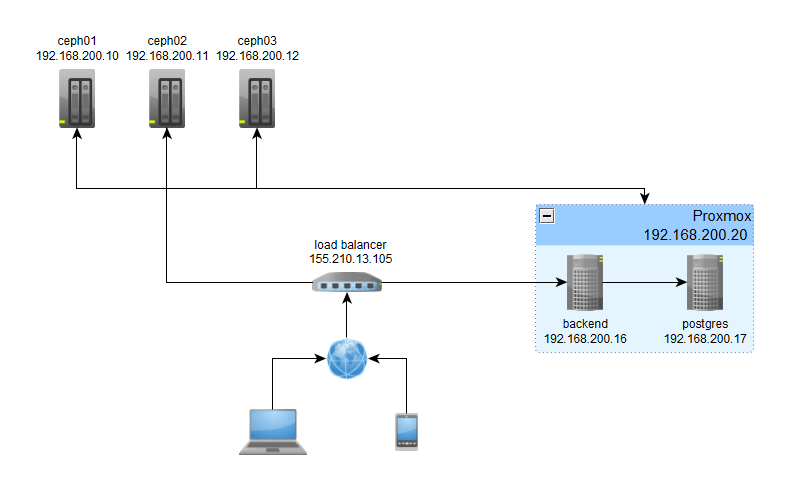 ceph01
192.168.200.10
ceph02
192.168.200.11
ceph03
192.168.200.12
Proxmox
192.168.200.20
load balancer
155.210.13.105
backend
192.168.200.16
postgres
192.168.200.17